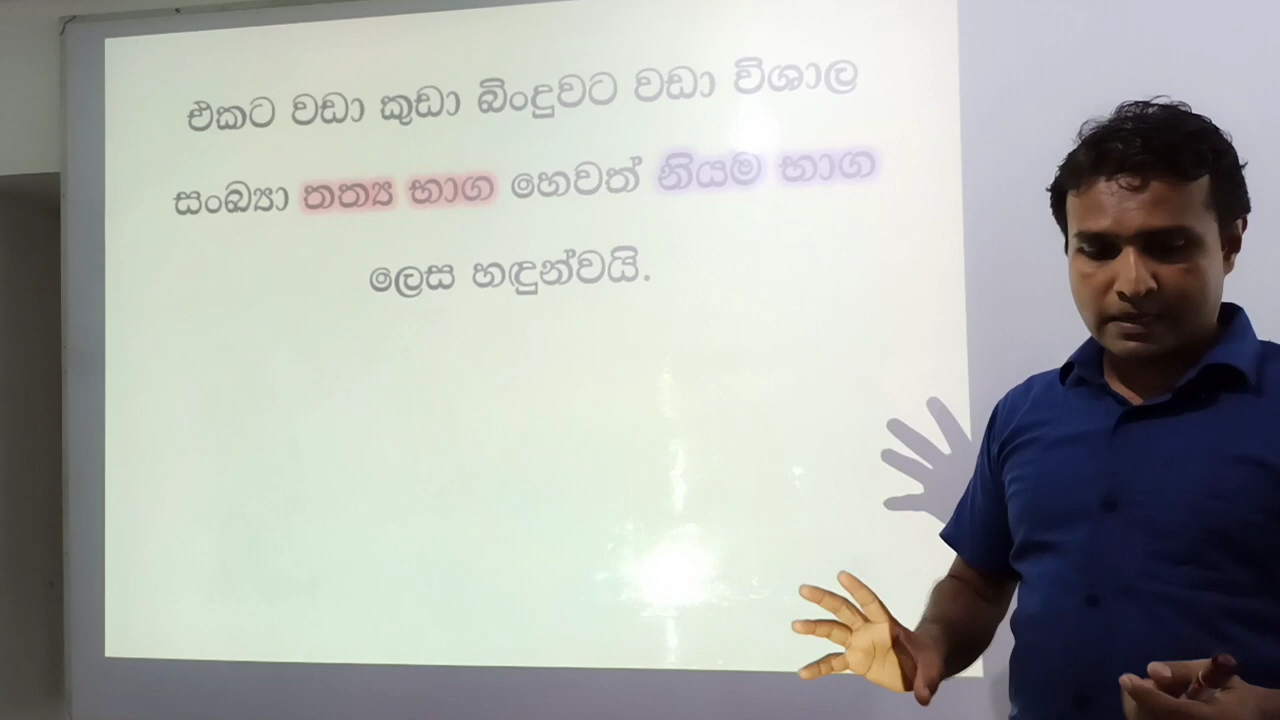 එකට වඩා කුඩා බිංදුවට වඩා විශාල
සංඛ්‍යා තත්‍ය භාග හෙවත් නියම භාග
ලෙස හඳුන්වයි.